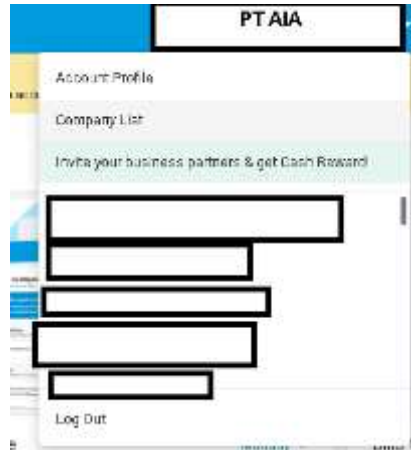 PT AIA
Account Profile
Company List
Invite your business partners & get Cash Reward!
Log Out